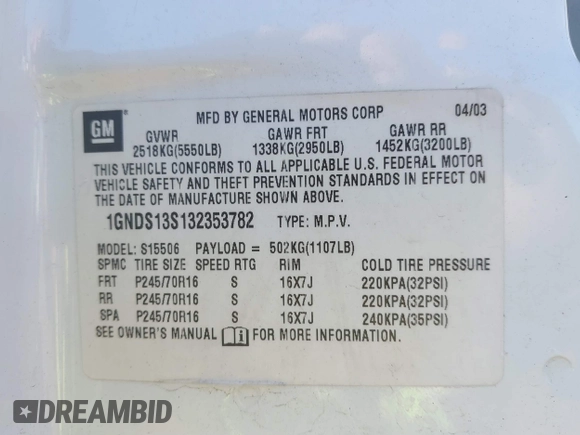 GM
MFD BY GENERAL MOTORS CORP 04/03
GVWR GAWR FRT GAWR RR
2518KG(5550LB) 1338KG(2950LB) 1452KG(3200LB)
THIS VEHICLE CONFORMS TO ALL APPLICABLE U.S. FEDERAL MOTOR
VEHICLE SAFETY AND THEFT PREVENTION STANDARDS IN EFFECT ON
THE DATE OF MANUFACTURE SHOWN ABOVE.
1GNDS13S132353782 TYPE: M.P.V.
MODEL: S15506 PAYLOAD = 502KG(1107LB)
SPMC TIRE SIZE SPEED RTG RIM COLD TIRE PRESSURE
FRT P245/70R16 S 16X7J 220KPA(32PSI)
RR P245/70R16 S 16X7J 220KPA(32PSI)
SPA P245/70R16 S 16X7J 240KPA(35PSI)
SEE OWNER'S MANUAL i FOR MORE INFORMATION.
DREAMBID